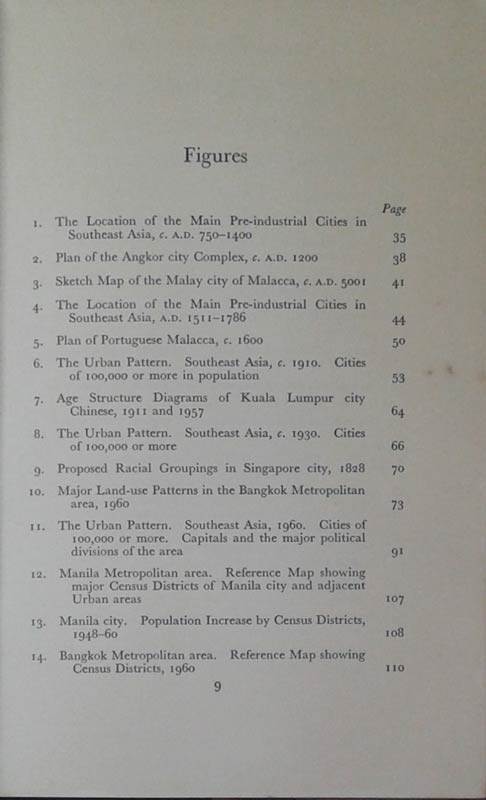 Figures
Page
1. The Location of the Main Pre-industrial Cities in
Southeast Asia, c. A.D. 750–1400 35
2. Plan of the Angkor city Complex, c. A.D. 1200 38
3. Sketch Map of the Malay city of Malacca, c. A.D. 5001 41
4. The Location of the Main Pre-industrial Cities in
Southeast Asia, A.D. 1511–1786 44
5. Plan of Portuguese Malacca, c. 1600 50
6. The Urban Pattern. Southeast Asia, c. 1910. Cities
of 100,000 or more in population 53
7. Age Structure Diagrams of Kuala Lumpur city
Chinese, 1911 and 1957 64
8. The Urban Pattern. Southeast Asia, c. 1930. Cities
of 100,000 or more 66
9. Proposed Racial Groupings in Singapore city, 1828 70
10. Major Land-use Patterns in the Bangkok Metropolitan
area, 1960 73
11. The Urban Pattern. Southeast Asia, 1960. Cities of
100,000 or more. Capitals and the major political
divisions of the area 91
12. Manila Metropolitan area. Reference Map showing
major Census Districts of Manila city and adjacent
Urban areas 107
13. Manila city. Population Increase by Census Districts,
1948–60 108
14. Bangkok Metropolitan area. Reference Map showing
Census Districts, 1960 110
9